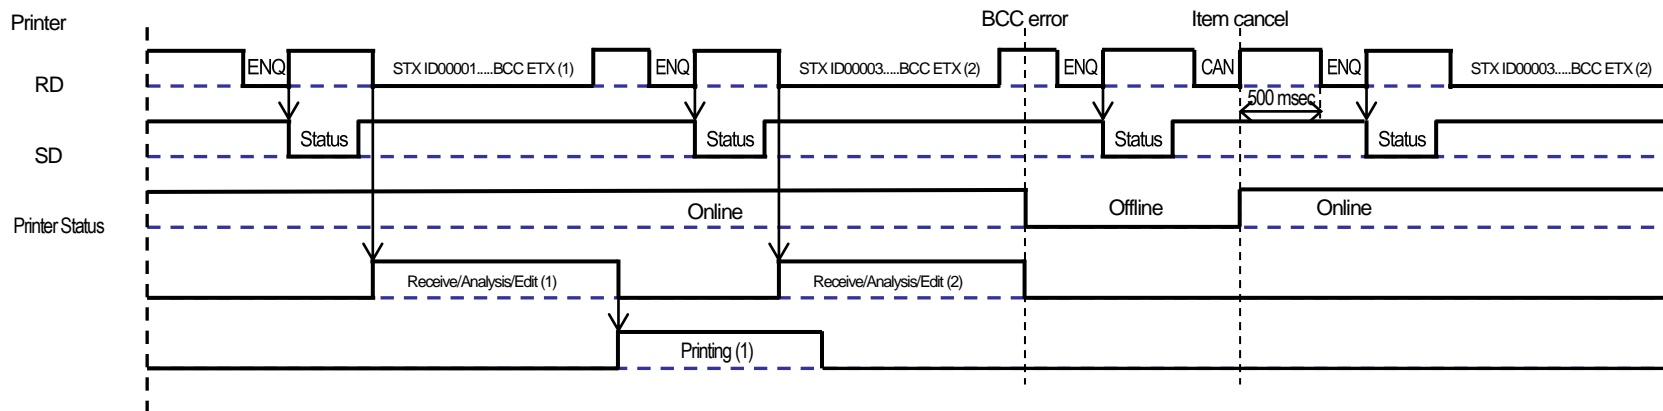 BCC error
Item cancel
Printer
ENQ
STX ID00001.....BCC ETX (1)
ENQ
STX ID00003.....BCC ETX (2)
ENQ
CAN
ENQ
STX ID00003.....BCC ETX (2)
RD
500 msec
Status
Status
Status
Status
SD
Online
Offline
Online
Printer Status
Receive/Analysis/Edit (1)
Receive/Analysis/Edit (2)
Printing (1)